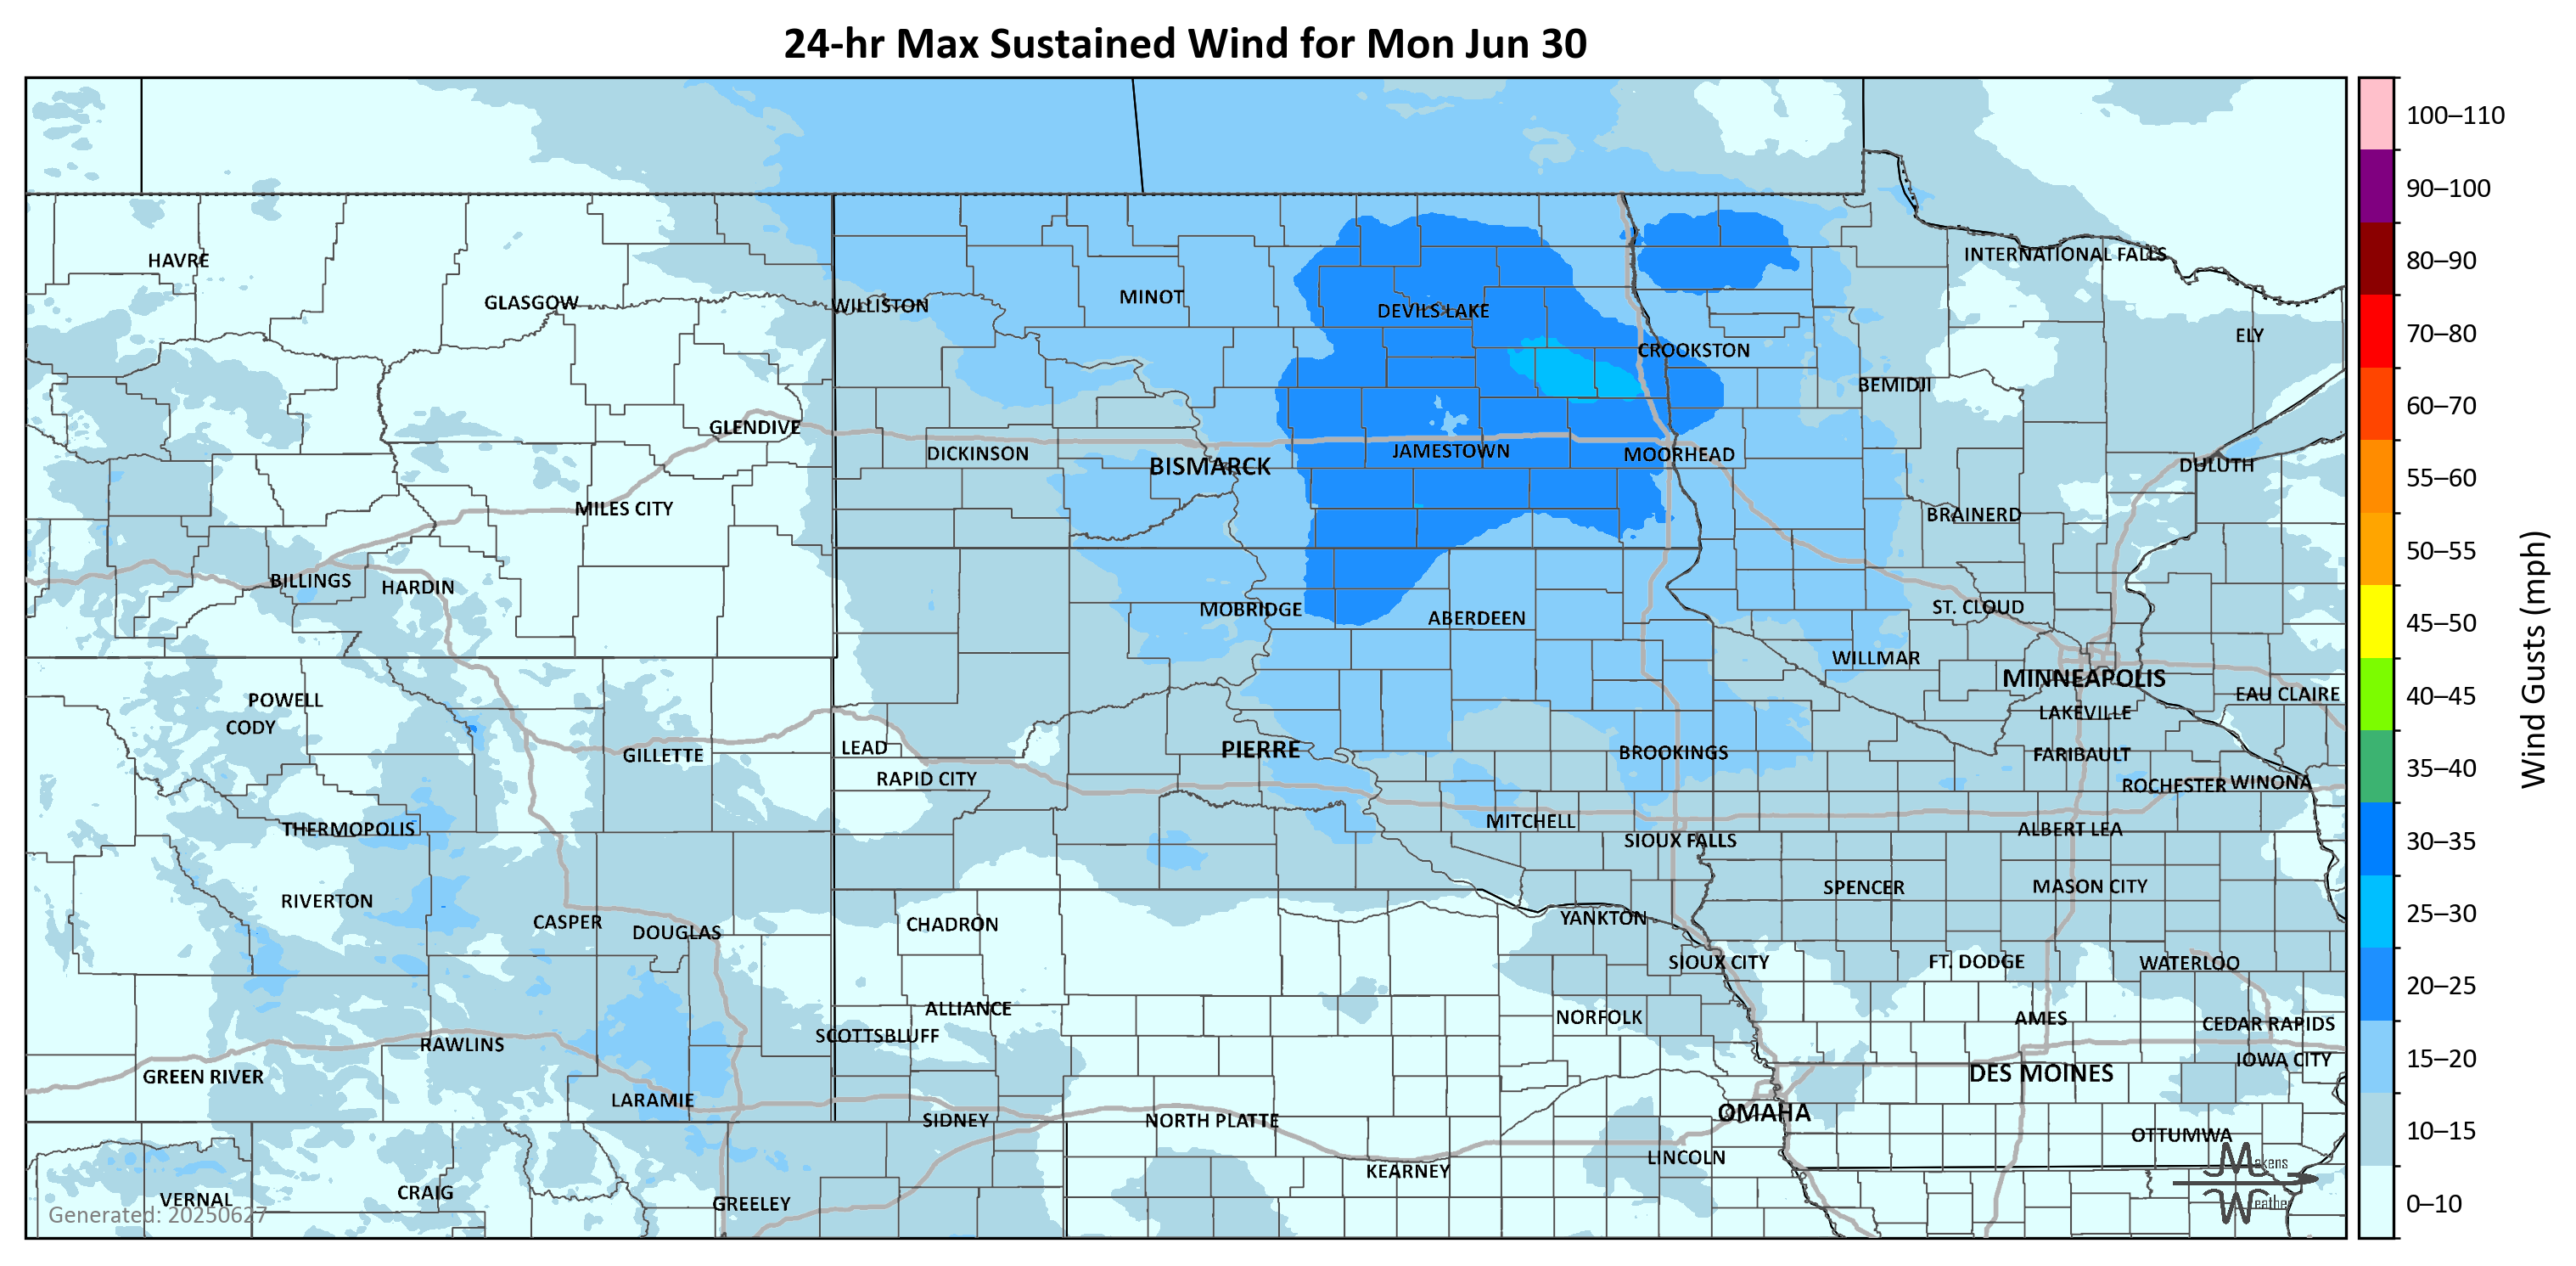 24-hr Max Sustained Wind for Mon Jun 30
100–110
90–100
80–90
70–80
60–70
55–60
50–55
45–50
40–45
35–40
30–35
25–30
20–25
15–20
10–15
0–10
Wind Gusts (mph)
HAVRE
INTERNATIONAL FALLS
GLASGOW
WILLISTON
MINOT
DEVILS LAKE
ELY
CROOKSTON
BEMIDJI
GLENDIVE
DICKINSON
BISMARCK
JAMESTOWN
MOORHEAD
DULUTH
MILES CITY
BRAINERD
BILLINGS
HARDIN
MOBRIDGE
ABERDEEN
ST. CLOUD
WILLMAR
MINNEAPOLIS
POWELL
EAU CLAIRE
CODY
LAKEVILLE
GILLETTE
LEAD
PIERRE
BROOKINGS
FARIBAULT
RAPID CITY
ROCHESTER
WINONA
THERMOPOLIS
MITCHELL
SIOUX FALLS
ALBERT LEA
RIVERTON
SPENCER
MASON CITY
CASPER
DOUGLAS
CHADRON
YANKTON
SIOUX CITY
FT. DODGE
WATERLOO
ALLIANCE
NORFOLK
AMES
CEDAR RAPIDS
SCOTTSBLUFF
RAWLINS
IOWA CITY
GREEN RIVER
DES MOINES
LARAMIE
SIDNEY
NORTH PLATTE
OMAHA
OTTUMWA
LINCOLN
KEARNEY
Makens
Weather
VERNAL
CRAIG
GREELEY
Generated: 20250627